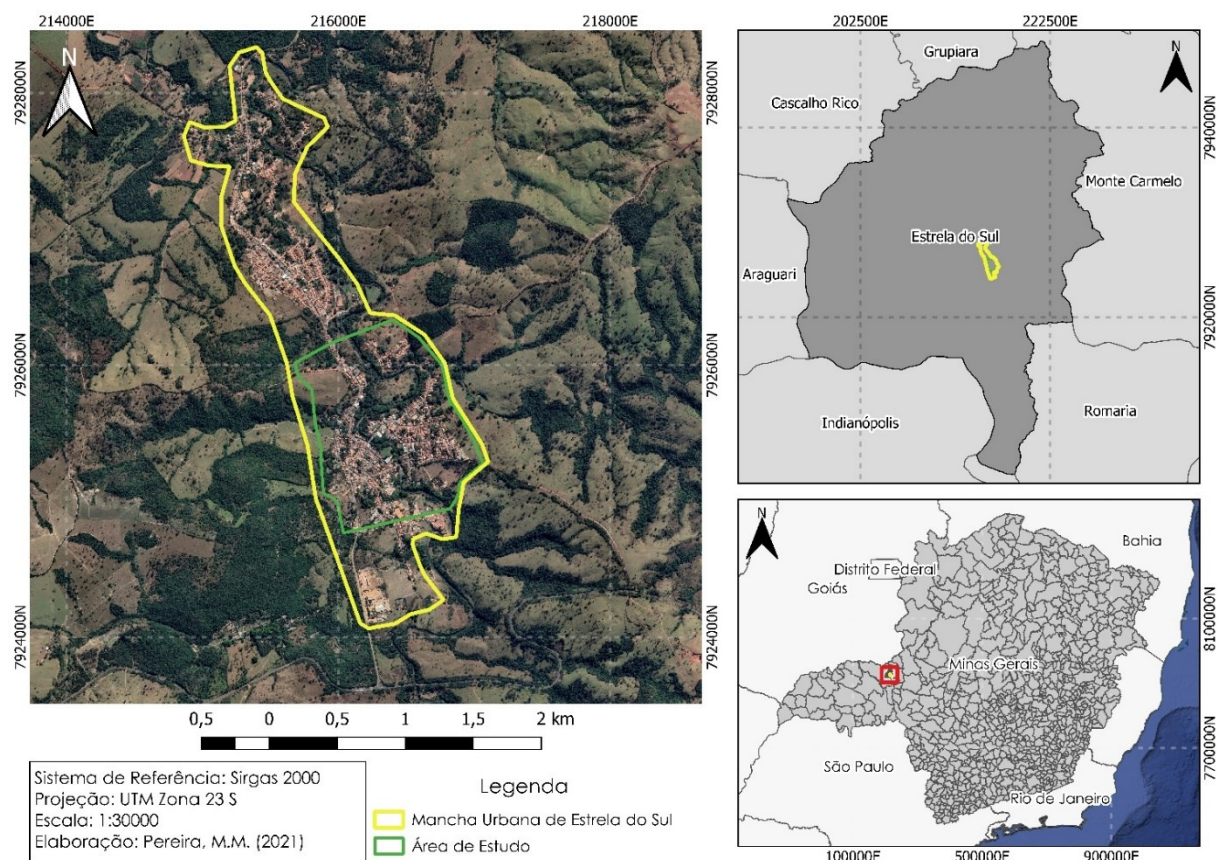 214000E
216000E
218000E
N
7928000N
7928000N
7926000N
7926000N
7924000N
7924000N
0,5 0 0,5 1 1,5 2 km
Sistema de Referência: Sirgas 2000
Projeção: UTM Zona 23 S
Escala: 1:30000
Elaboração: Pereira, M.M. (2021)
Legenda
Mancha Urbana de Estrela do Sul
Área de Estudo
202500E
222500E
N
Grupiara
Cascalho Rico
7940000N
Monte Carmelo
Estrela do Sul
Araguari
7920000N
Indianópolis
Romaria
N
Bahia
Distrito Federal
Goiás
8100000N
Minas Gerais
7700000N
São Paulo
Rio de Janeiro
100000E
500000E
900000E